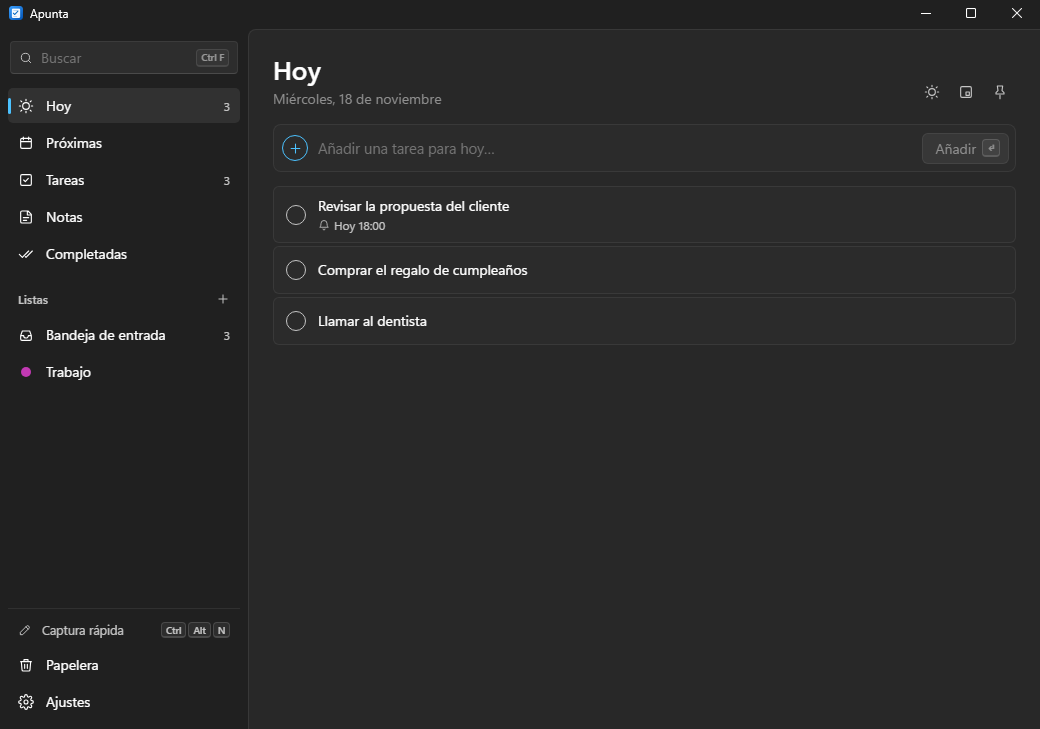 Apunta
Buscar Ctrl F
Hoy 3
Próximas
Tareas 3
Notas
Completadas
Listas
Bandeja de entrada 3
Trabajo
Captura rápida Ctrl Alt N
Papelera
Ajustes
Hoy
Miércoles, 18 de noviembre
Añadir una tarea para hoy...
Añadir
Revisar la propuesta del cliente
Hoy 18:00
Comprar el regalo de cumpleaños
Llamar al dentista